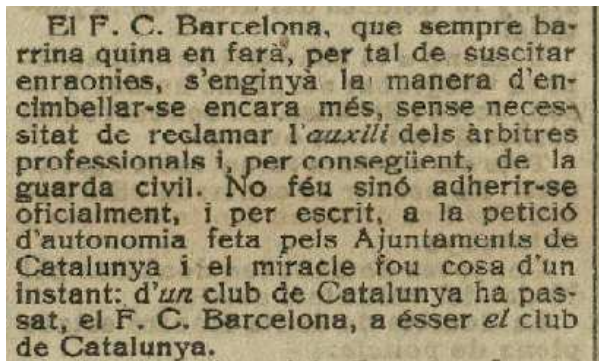 El F. C. Barcelona, que sempre ba-
rrina quina en farà, per tal de suscitar
enraonies, s'enginyà la manera d'en-
cimbellar-se encara més, sense neces-
sitat de reclamar l'auxili dels àrbitres
professionals i, per consegüent, de la
guarda civil. No féu sinó adherir-se
oficialment, i per escrit, a la petició
d'autonomia feta pels Ajuntaments de
Catalunya i el miracle fou cosa d'un
instant: d'un club de Catalunya ha pas-
sat, el F. C. Barcelona, a ésser el club
de Catalunya.